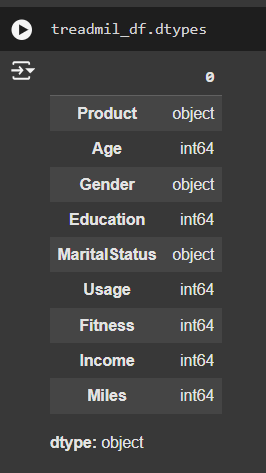 treadmil_df.dtypes
0
Product object
Age int64
Gender object
Education int64
MaritalStatus object
Usage int64
Fitness int64
Income int64
Miles int64
dtype: object